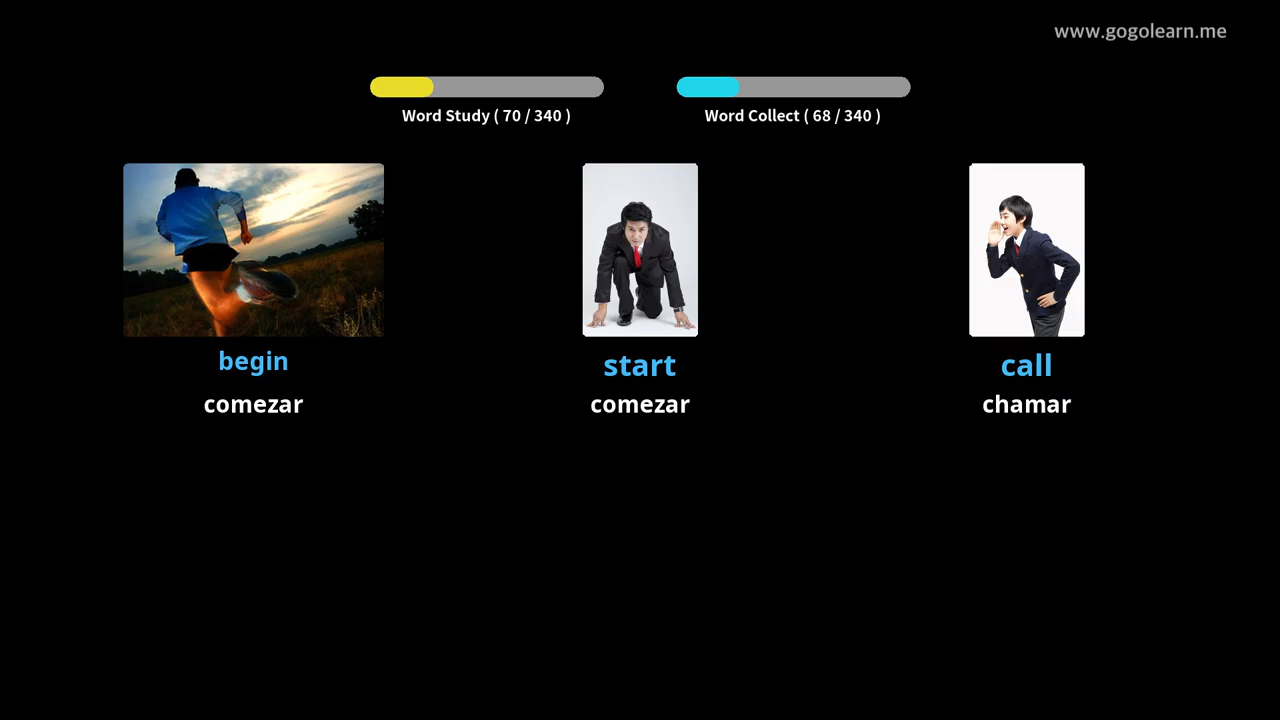 www.gogolearn.me
Word Study ( 70 / 340 )
Word Collect ( 68 / 340 )
begin
start
call
comezar
comezar
chamar